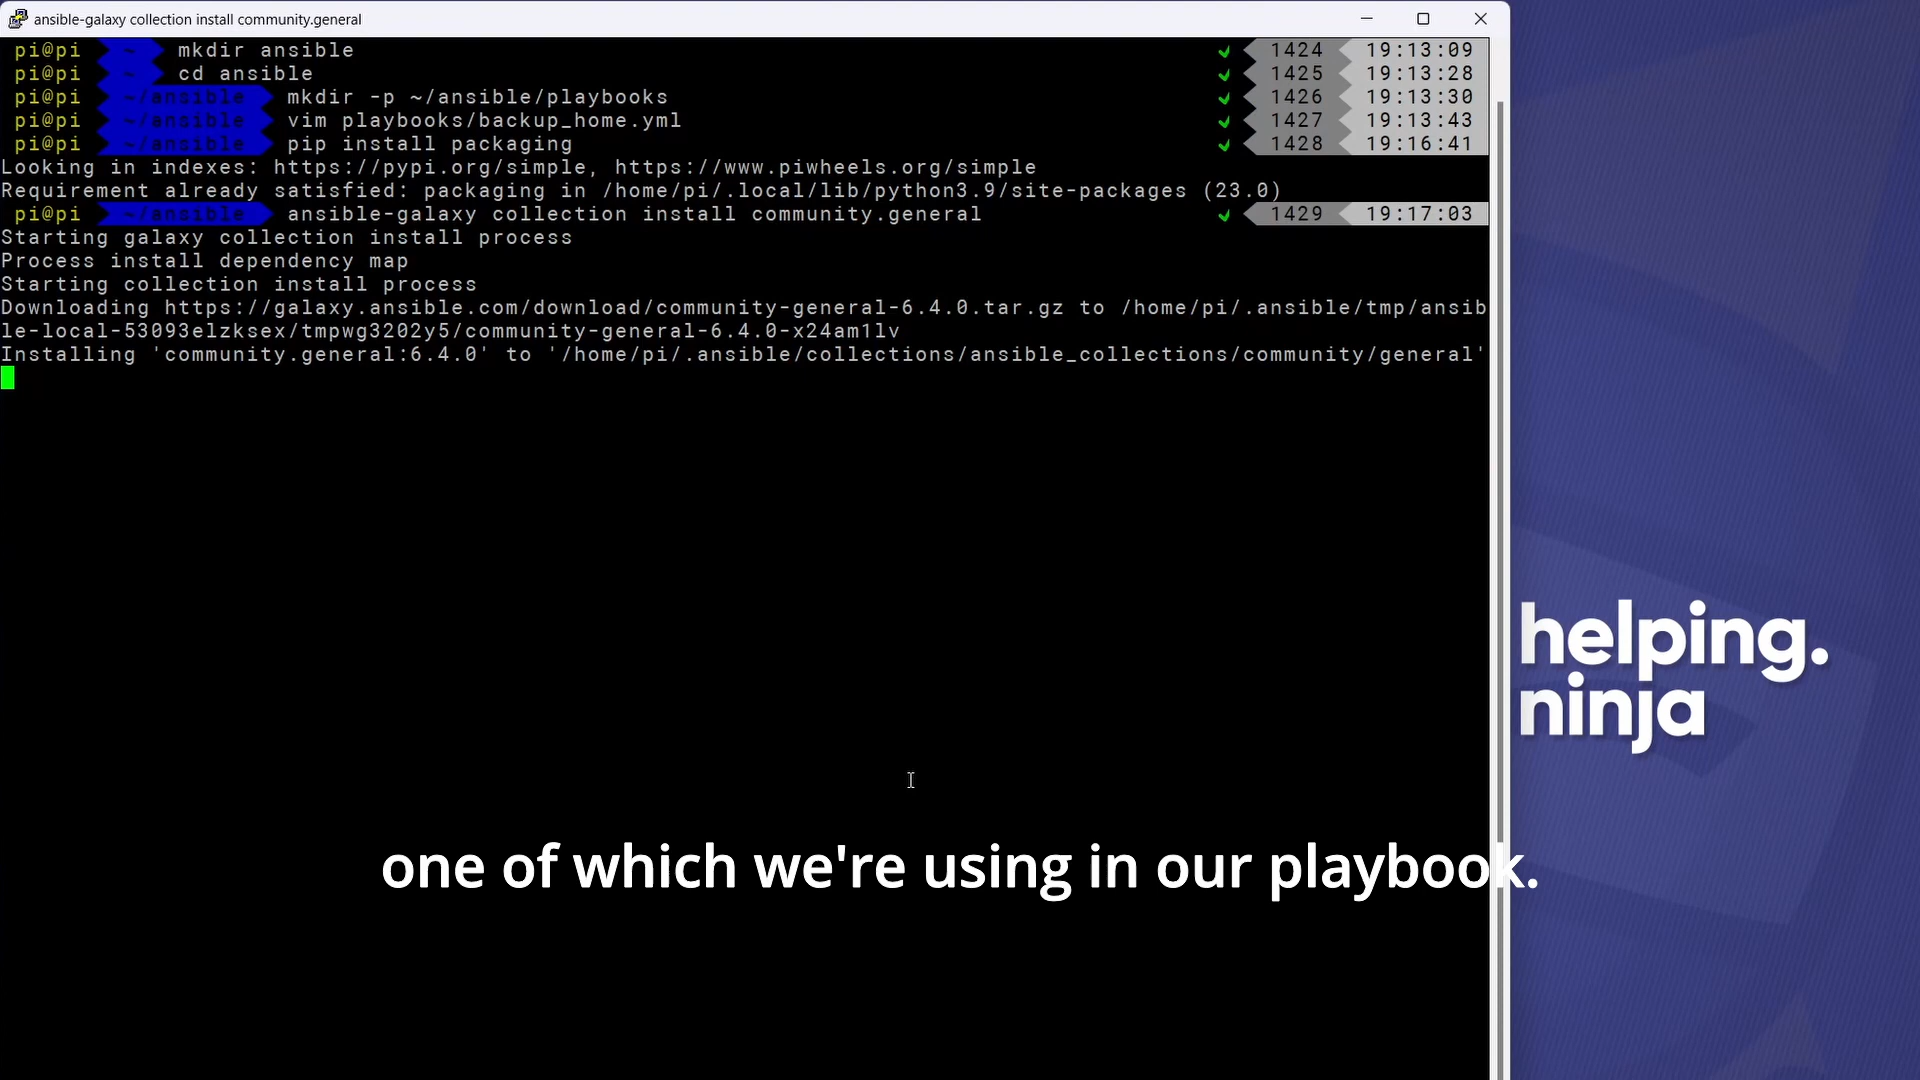 ansible-galaxy collection install community.general
pi@pi ~ mkdir ansible ✓ 1424 19:13:09
pi@pi ~ cd ansible ✓ 1425 19:13:28
pi@pi ~/ansible mkdir -p ~/ansible/playbooks ✓ 1426 19:13:30
pi@pi ~/ansible vim playbooks/backup_home.yml ✓ 1427 19:13:43
pi@pi ~/ansible pip install packaging ✓ 1428 19:16:41
Looking in indexes: https://pypi.org/simple, https://www.piwheels.org/simple
Requirement already satisfied: packaging in /home/pi/.local/lib/python3.9/site-packages (23.0)
pi@pi ~/ansible ansible-galaxy collection install community.general ✓ 1429 19:17:03
Starting galaxy collection install process
Process install dependency map
Starting collection install process
Downloading https://galaxy.ansible.com/download/community-general-6.4.0.tar.gz to /home/pi/.ansible/tmp/ansib
le-local-53093elzksex/tmpwg3202y5/community-general-6.4.0-x24am1lv
Installing 'community.general:6.4.0' to '/home/pi/.ansible/collections/ansible_collections/community/general'
helping.
ninja
one of which we're using in our playbook.